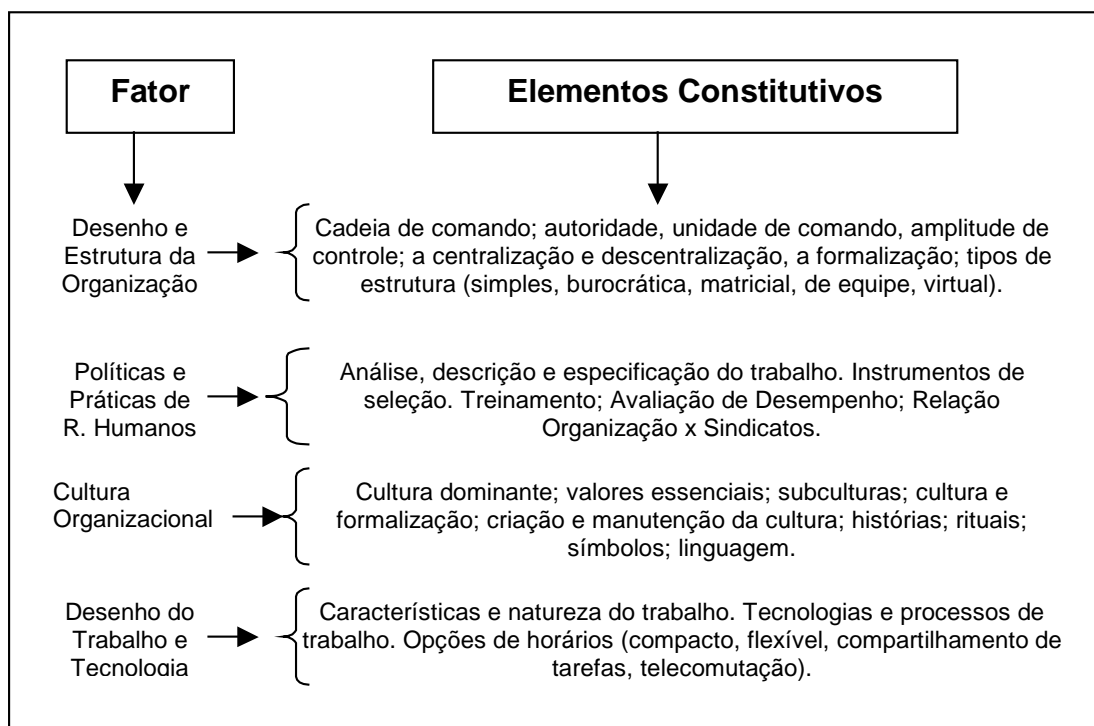 Fator
Elementos Constitutivos
Desenho e
Estrutura da
Organização
Cadeia de comando; autoridade, unidade de comando, amplitude de
controle; a centralização e descentralização, a formalização; tipos de
estrutura (simples, burocrática, matricial, de equipe, virtual).
Políticas e
Práticas de
R. Humanos
Análise, descrição e especificação do trabalho. Instrumentos de
seleção. Treinamento; Avaliação de Desempenho; Relação
Organização x Sindicatos.
Cultura
Organizacional
Cultura dominante; valores essenciais; subculturas; cultura e
formalização; criação e manutenção da cultura; histórias; rituais;
símbolos; linguagem.
Desenho do
Trabalho e
Tecnologia
Características e natureza do trabalho. Tecnologias e processos de
trabalho. Opções de horários (compacto, flexível, compartilhamento de
tarefas, telecomutação).